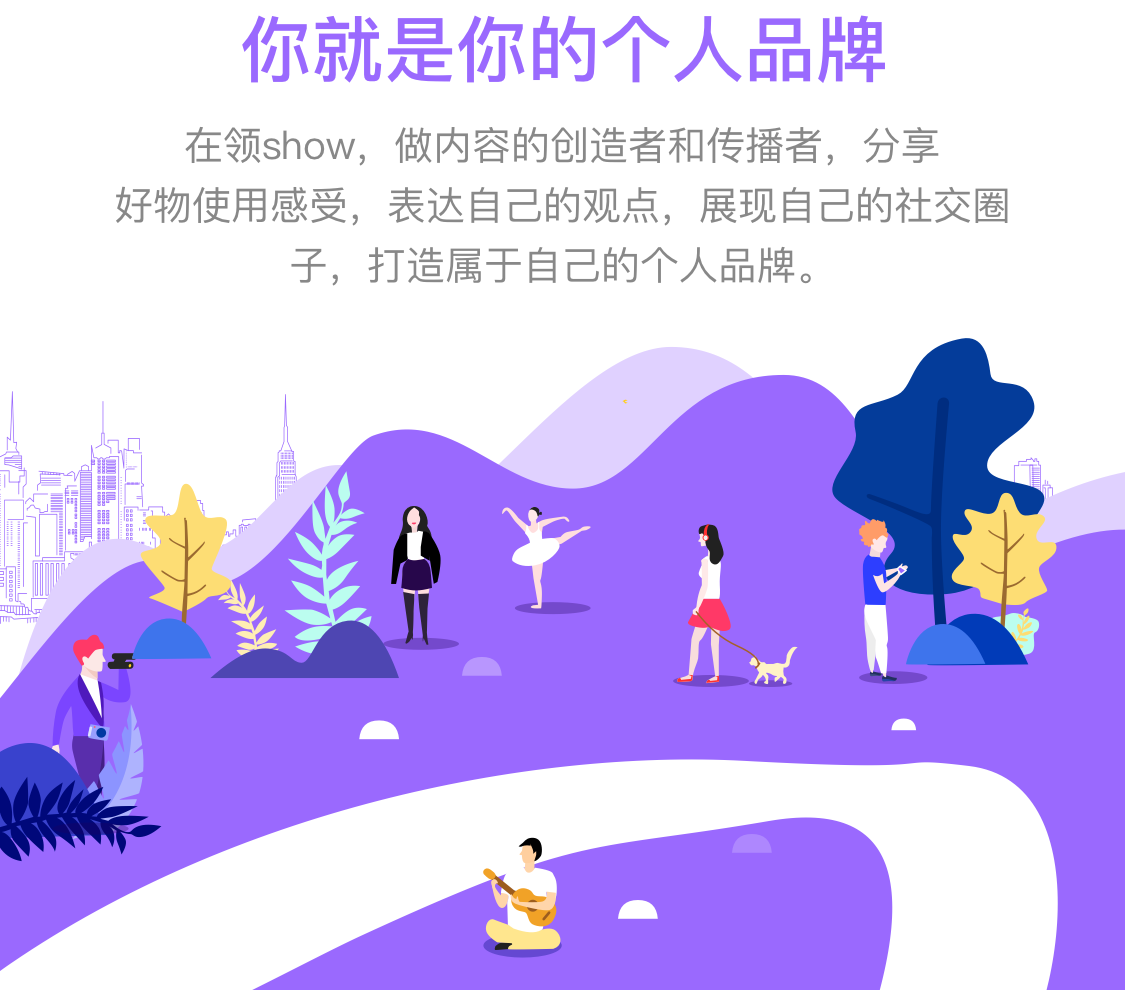 你就是你的个人品牌
在领show，做内容的创造者和传播者，分享
好物使用感受，表达自己的观点，展现自己的社交圈
子，打造属于自己的个人品牌。